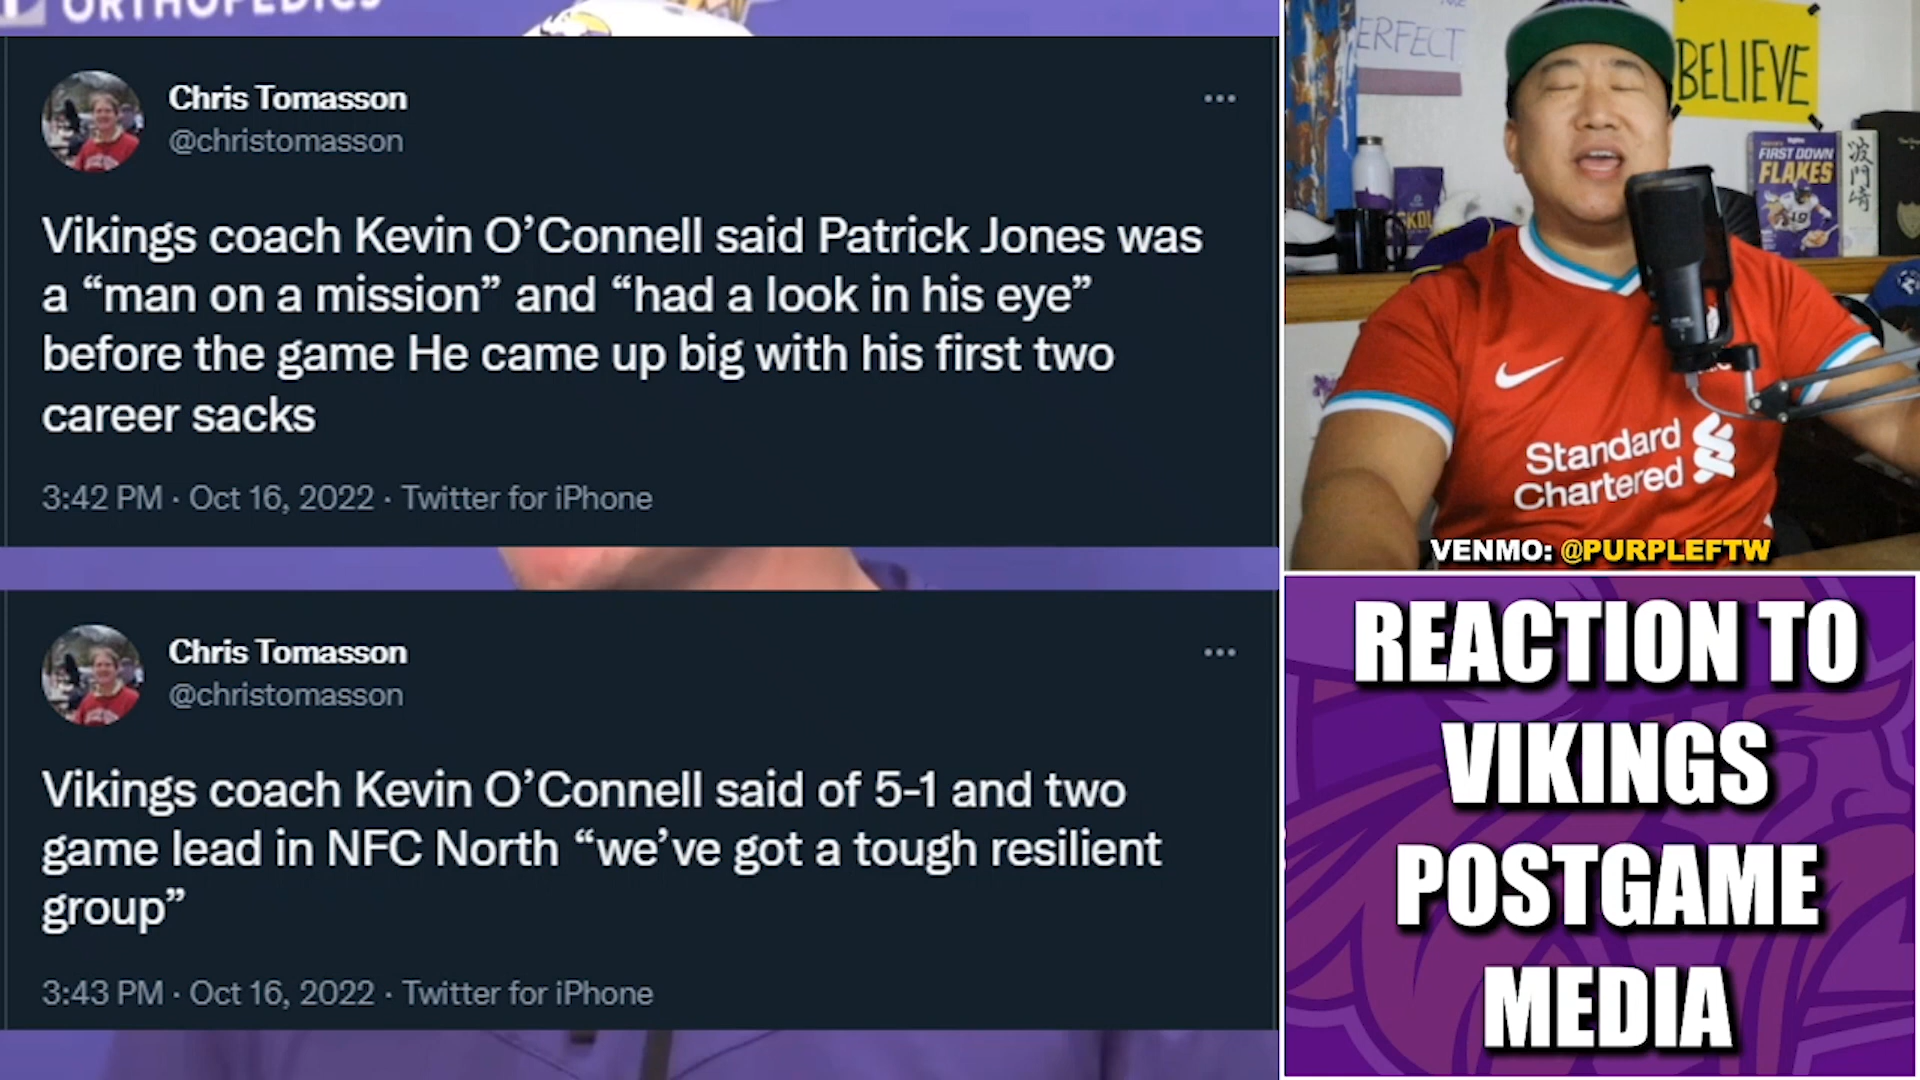 ORTHOPEDICS
Chris Tomasson
@christomasson
Vikings coach Kevin O’Connell said Patrick Jones was
a “man on a mission” and “had a look in his eye”
before the game He came up big with his first two
career sacks
3:42 PM · Oct 16, 2022 · Twitter for iPhone
Chris Tomasson
@christomasson
Vikings coach Kevin O’Connell said of 5-1 and two
game lead in NFC North “we’ve got a tough resilient
group”
3:43 PM · Oct 16, 2022 · Twitter for iPhone
BELIEVE
FIRST DOWN
FLAKES
SKOL
Standard
Chartered
VENMO: @PURPLEFTW
REACTION TO
VIKINGS
POSTGAME
MEDIA